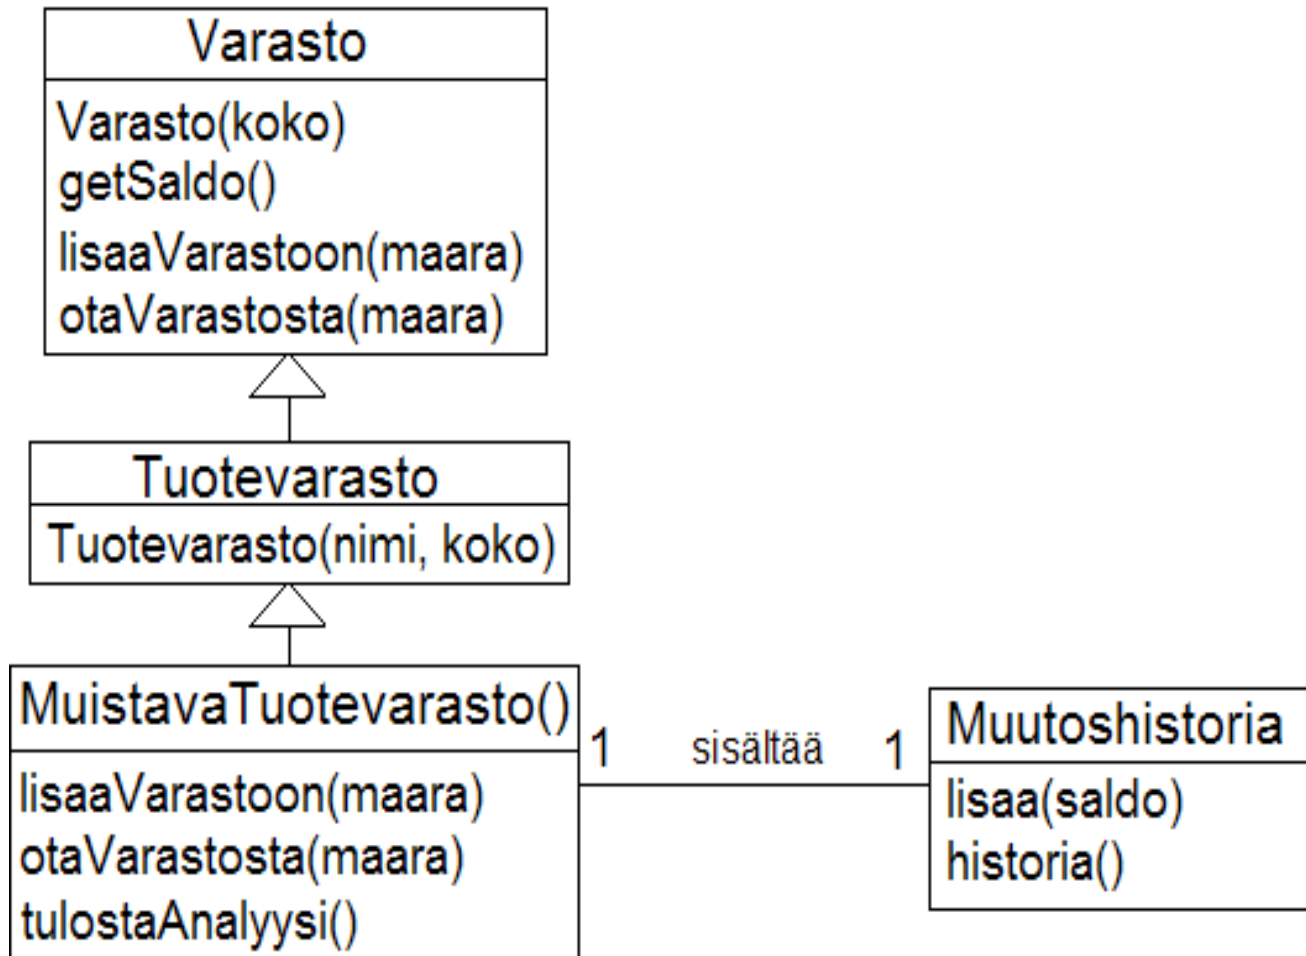 Varasto
Varasto(koko)
getSaldo()
lisaaVarastoon(maara)
otaVarastosta(maara)
Tuotevarasto
Tuotevarasto(nimi, koko)
MuistavaTuotevarasto()
lisaaVarastoon(maara)
otaVarastosta(maara)
tulostaAnalyysi()
1 sisältää 1
Muutoshistoria
lisaa(saldo)
historia()